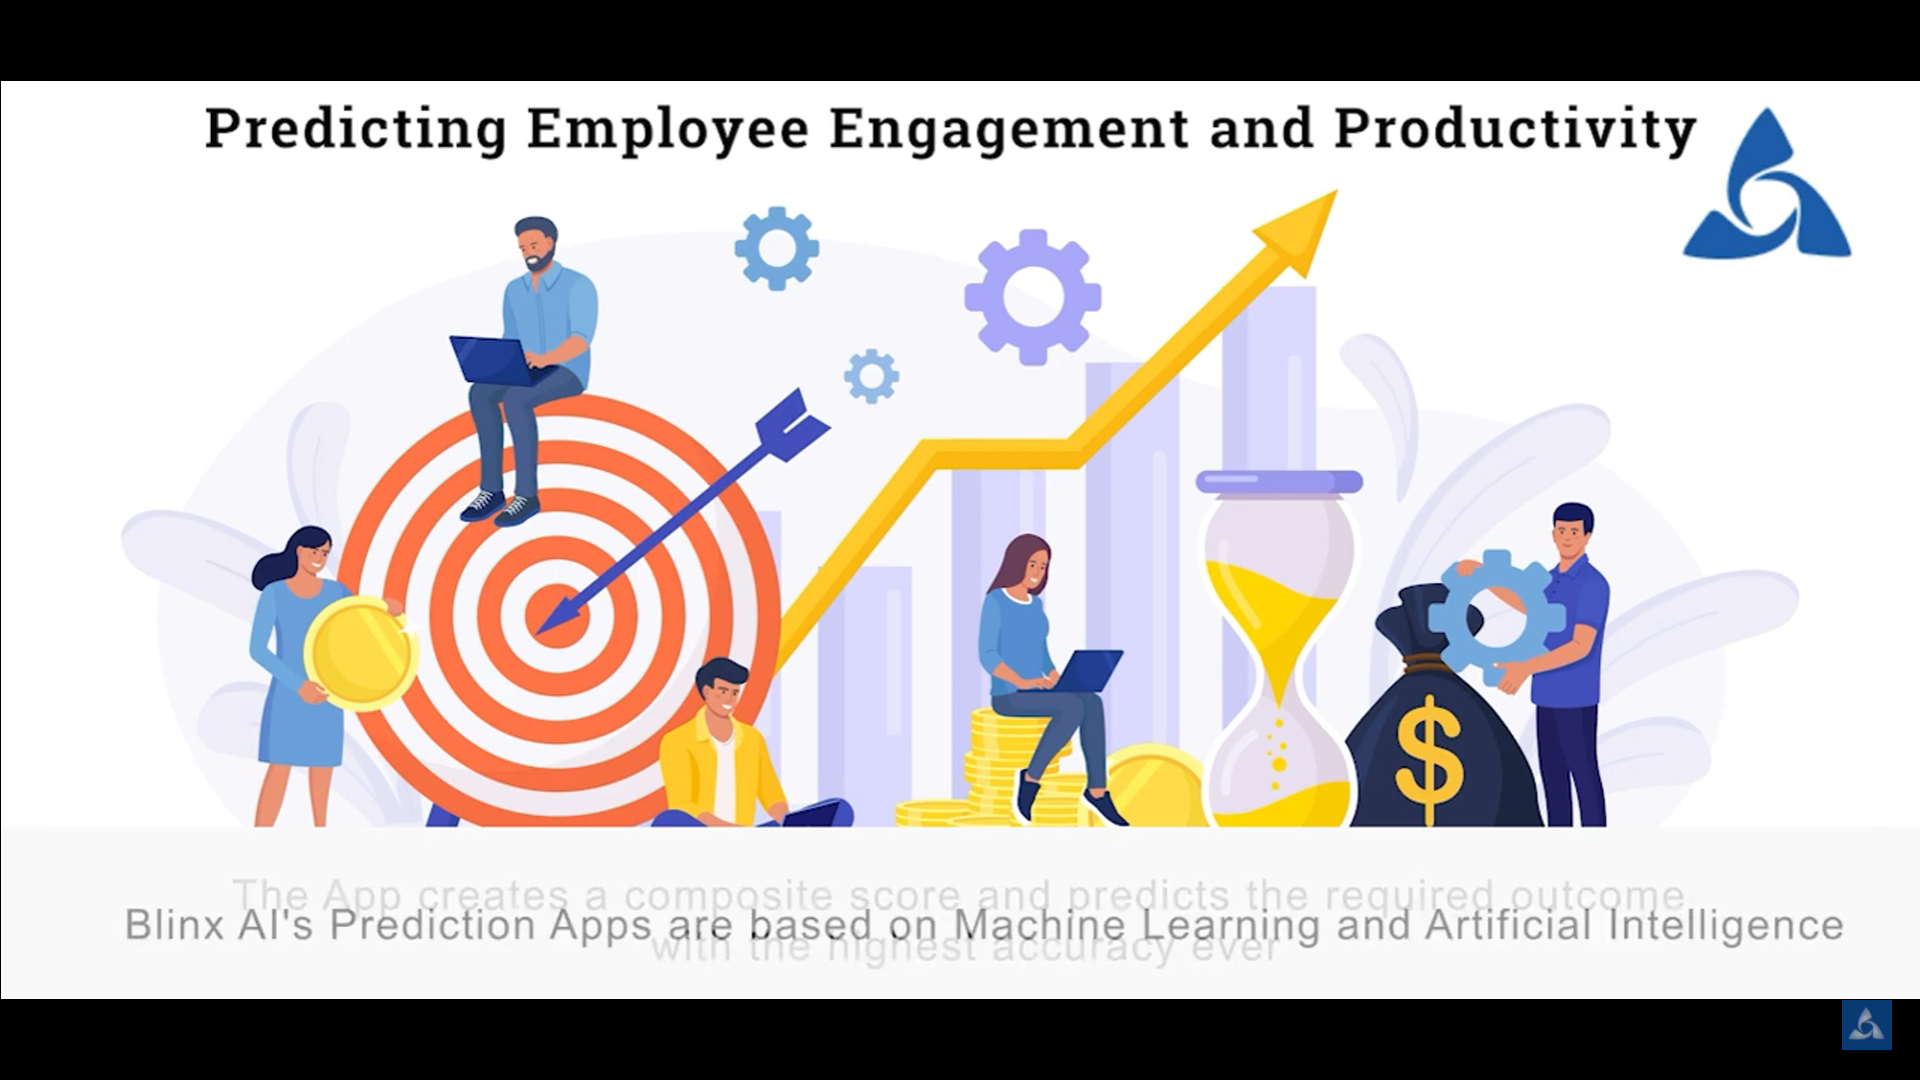 Predicting Employee Engagement and Productivity
$
The App creates a composite score and predicts the required outcome
Blinx AI's Prediction Apps are based on Machine Learning and Artificial Intelligence
with the highest accuracy ever